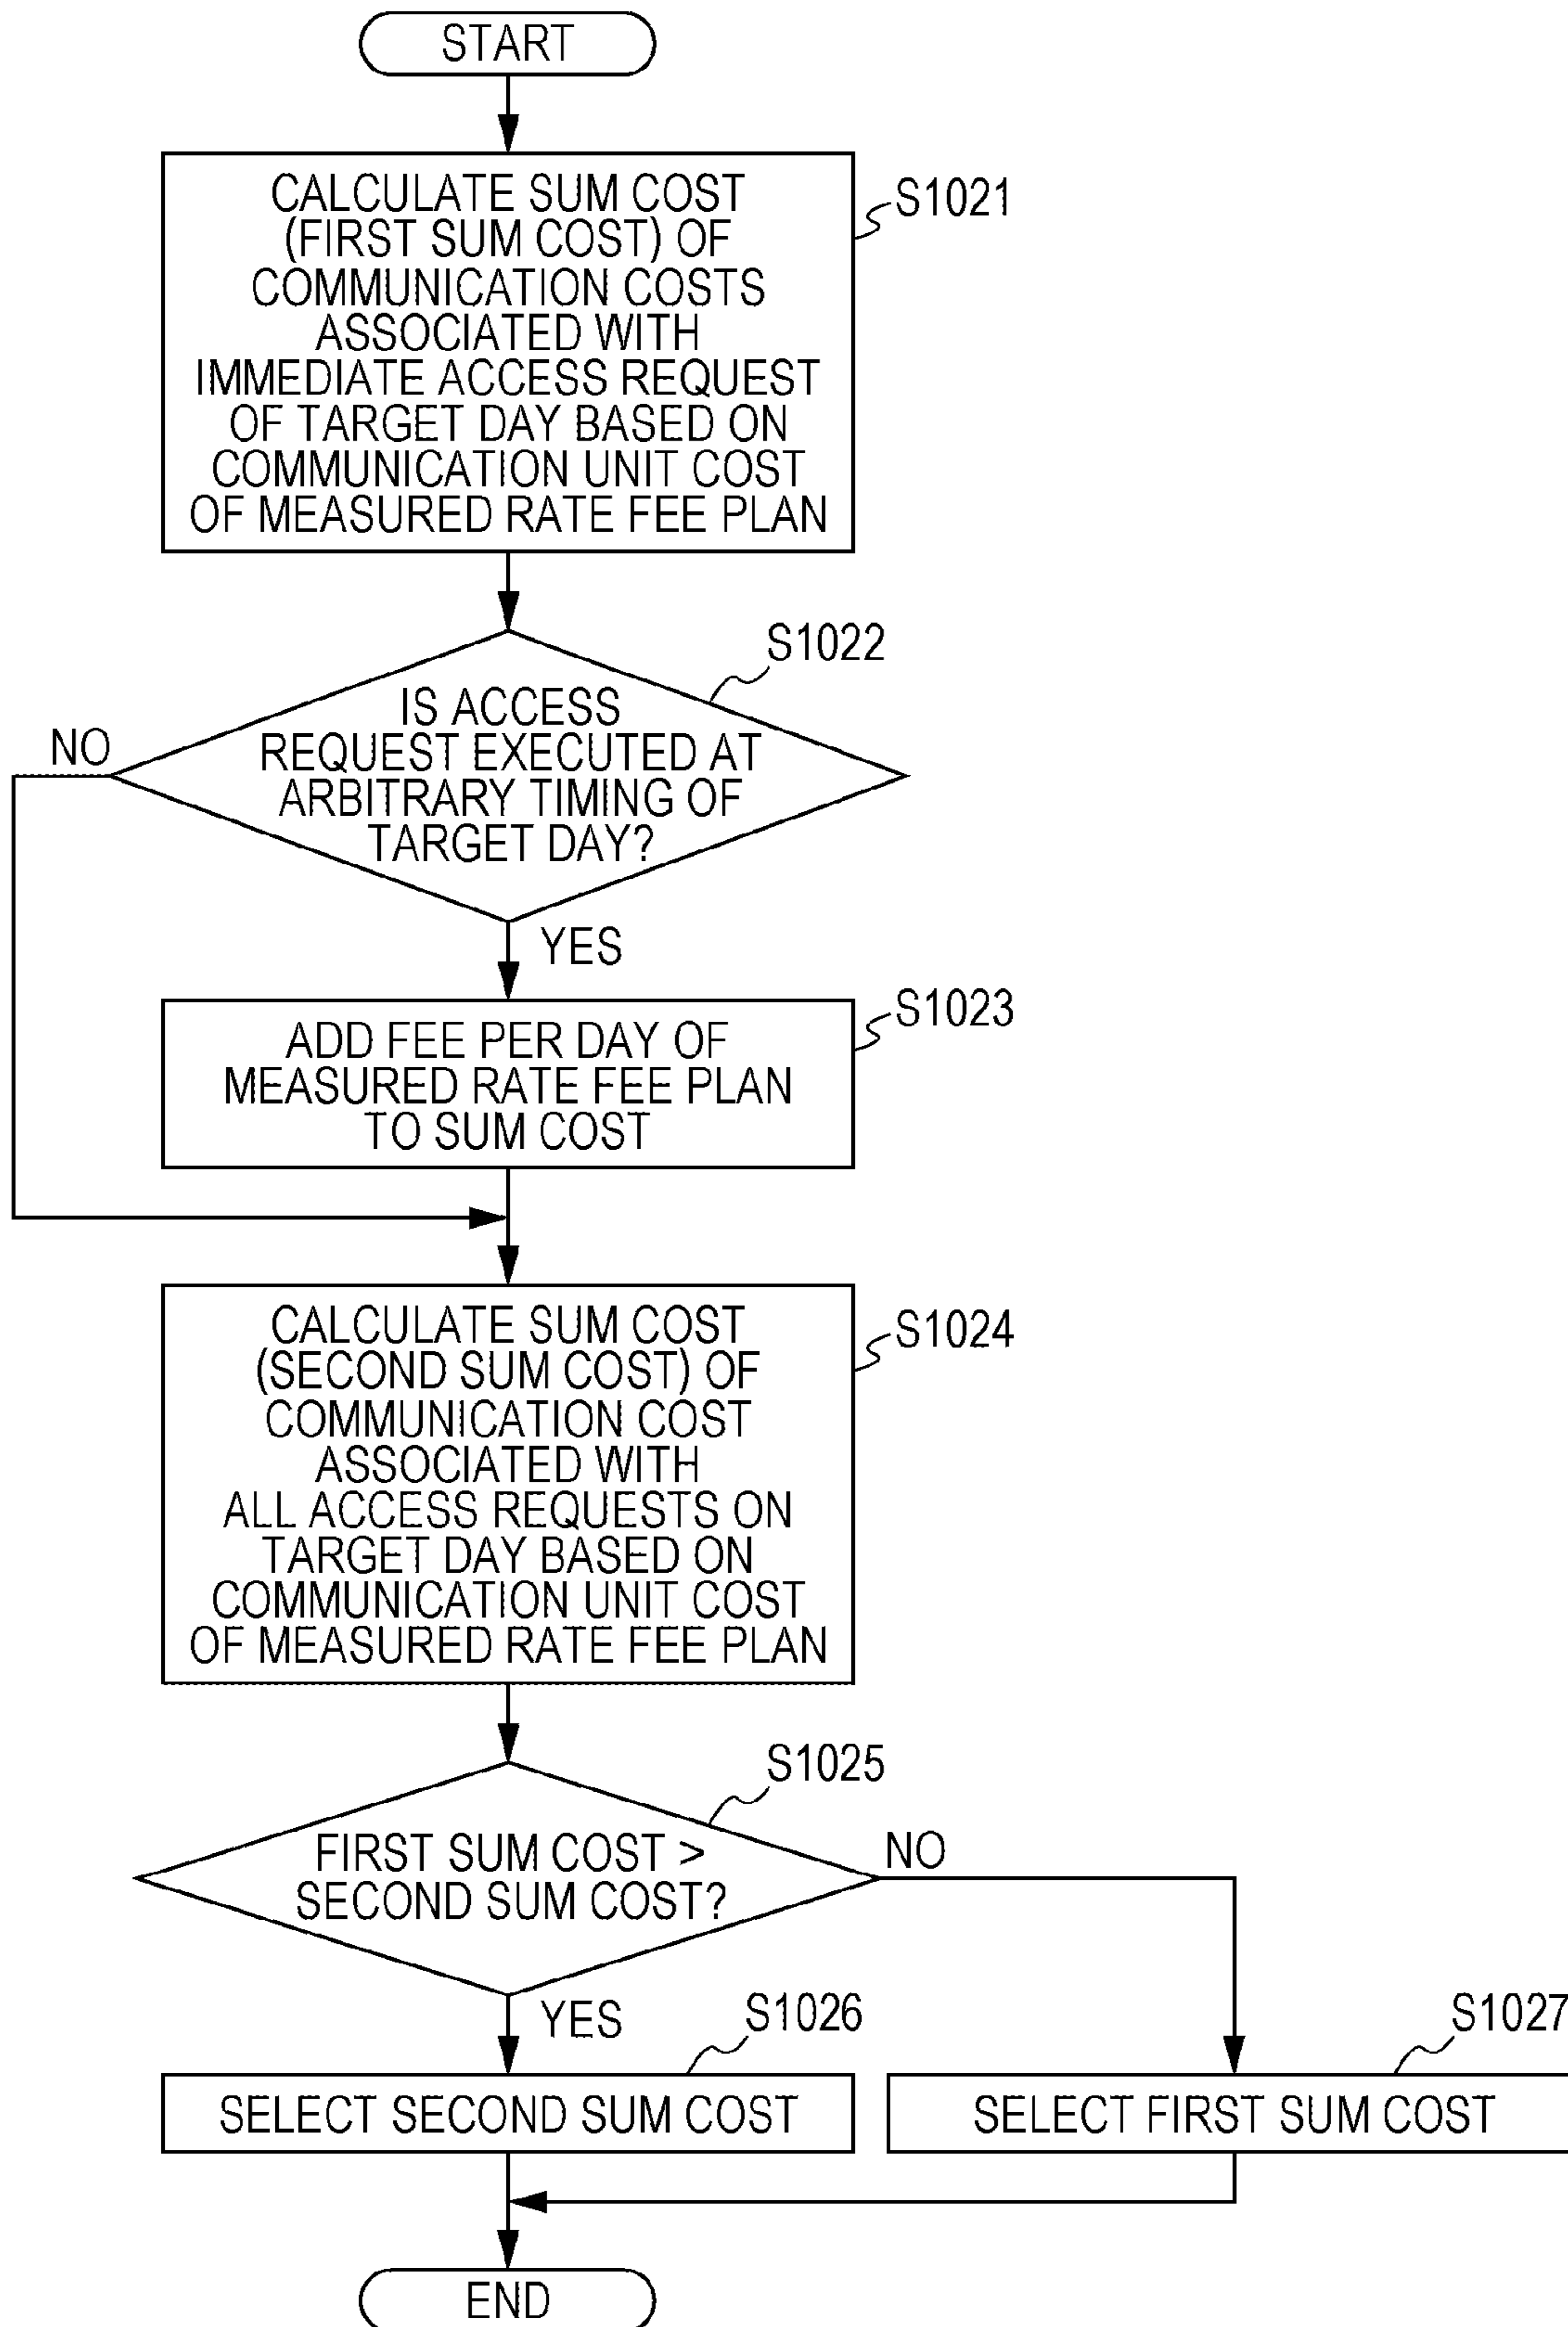 START
CALCULATE SUM COST
(FIRST SUM COST) OF
COMMUNICATION COSTS
ASSOCIATED WITH
IMMEDIATE ACCESS REQUEST
OF TARGET DAY BASED ON
COMMUNICATION UNIT COST
OF MEASURED RATE FEE PLAN
S1021
IS ACCESS
REQUEST EXECUTED AT
ARBITRARY TIMING OF
TARGET DAY?
S1022
NO
YES
ADD FEE PER DAY OF
MEASURED RATE FEE PLAN
TO SUM COST
S1023
CALCULATE SUM COST
(SECOND SUM COST) OF
COMMUNICATION COST
ASSOCIATED WITH
ALL ACCESS REQUESTS ON
TARGET DAY BASED ON
COMMUNICATION UNIT COST
OF MEASURED RATE FEE PLAN
S1024
FIRST SUM COST >
SECOND SUM COST?
S1025
NO
YES
S1026
SELECT SECOND SUM COST
S1027
SELECT FIRST SUM COST
END